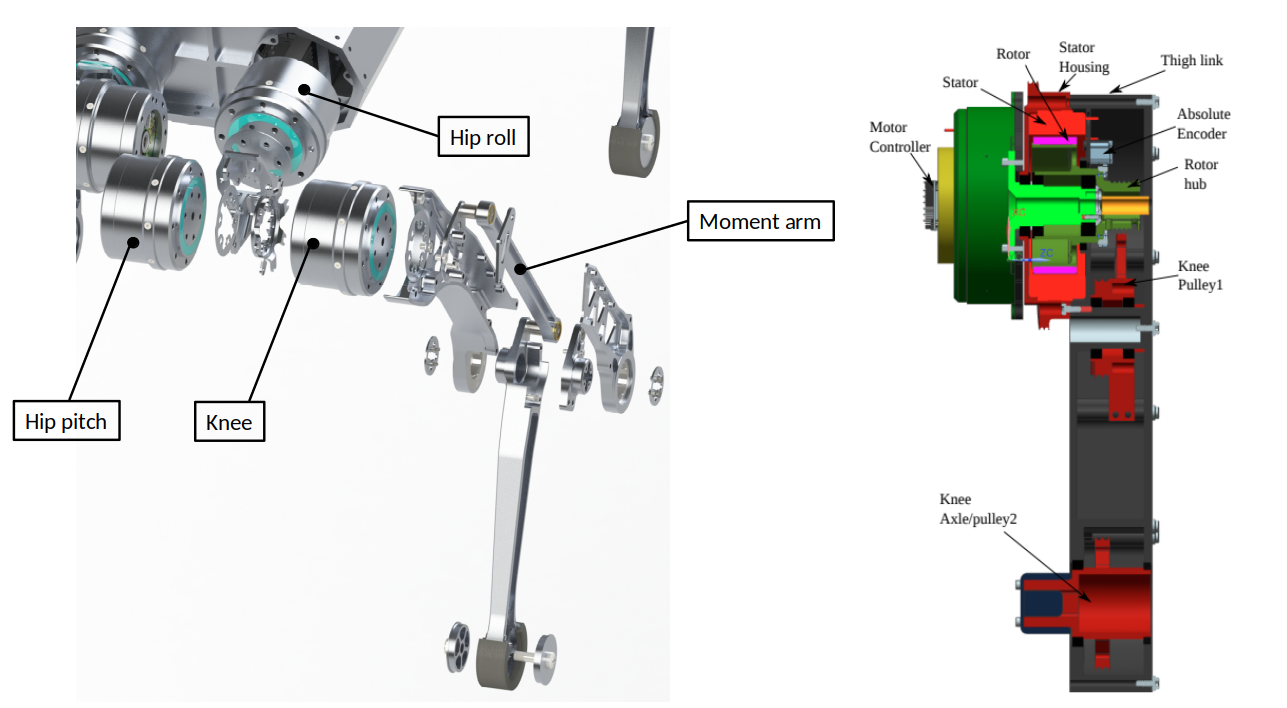 Hip roll
Moment arm
Hip pitch
Knee
Rotor
Stator
Housing
Thigh link
Stator
Absolute
Encoder
Motor
Controller
Rotor
hub
ZC
Knee
Pulley1
Knee
Axle/pulley2